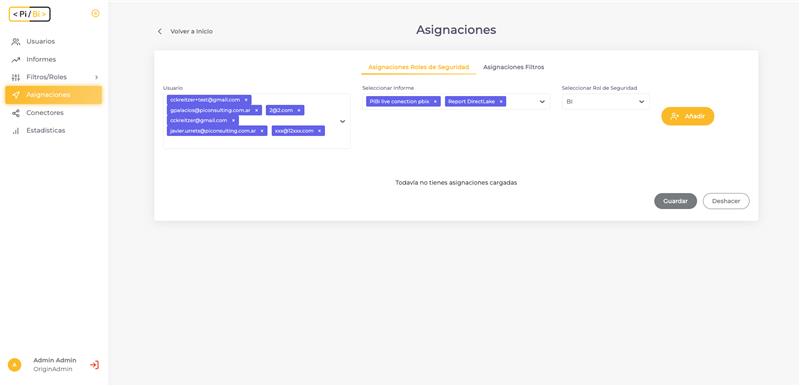 < Pi / Bi >
Usuarios
Informes
Filtros/Roles
Asignaciones
Conectores
Estadísticas
Admin Admin
OriginAdmin
A
Volver a Inicio
Asignaciones
Asignaciones Roles de Seguridad
Asignaciones Filtros
Usuario
cckreitzer+test@gmail.com ×
gpalacios@piconsulting.com.ar × 2@2.com ×
cckreitzer@gmail.com ×
javier.urrets@piconsulting.com.ar × xxx@12xxx.com ×
Seleccionar Informe
PiBi live conection pbix × Report DirectLake ×
Seleccionar Rol de Seguridad
BI
Añadir
Todavía no tienes asignaciones cargadas
Guardar
Deshacer